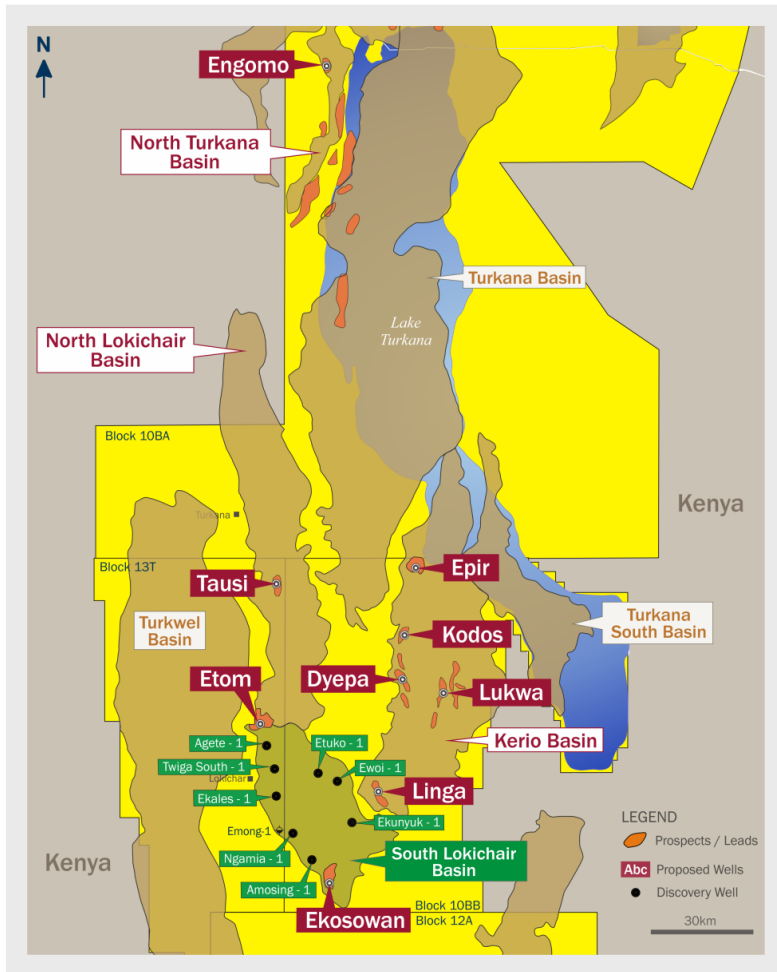 N
Engomo
North Turkana
Basin
Turkana Basin
Lake
Turkana
North Lokichair
Basin
Block 10BA
Kenya
Turkana
Block 13T
Epir
Tausi
Turkwel
Basin
Turkana
South Basin
Kodos
Etom
Dyepa
Lukwa
Kerio Basin
Agete - 1
Etuko - 1
Twiga South - 1
Ewoi - 1
Lokichar
Linga
Ekales - 1
Ekunyuk - 1
Emong-1
South Lokichair
Basin
Ngamia - 1
Amosing - 1
Kenya
Ekosowan
Block 10BB
Block 12A
LEGEND
Prospects / Leads
Abc Proposed Wells
Discovery Well
30km